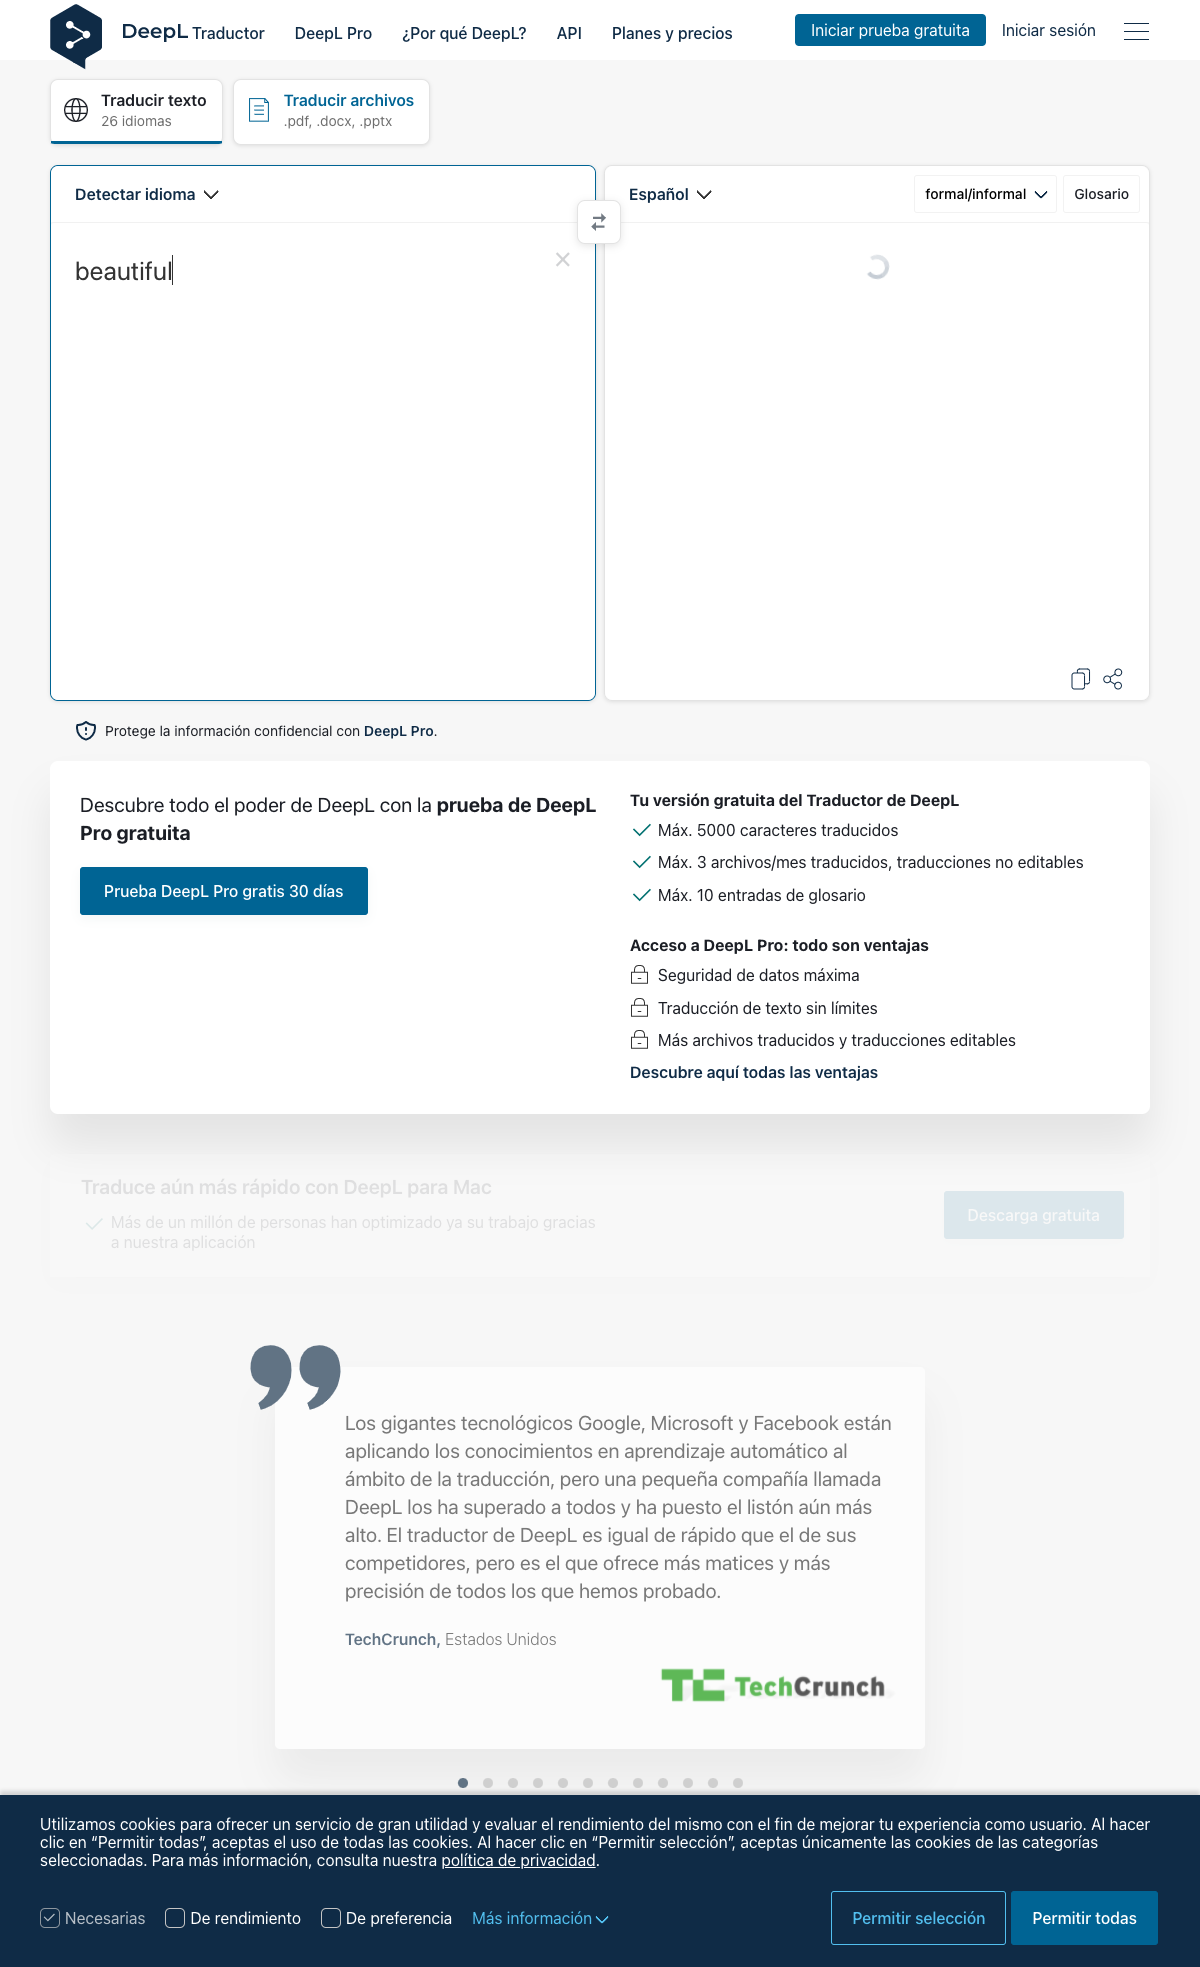 DeepL Traductor
DeepL Pro
¿Por qué DeepL?
API
Planes y precios
Iniciar prueba gratuita
Iniciar sesión
Traducir texto
26 idiomas
Traducir archivos
.pdf, .docx, .pptx
Detectar idioma
Español
formal/informal
Glosario
beautiful
Protege la información confidencial con DeepL Pro.
Descubre todo el poder de DeepL con la prueba de DeepL
Pro gratuita
Prueba DeepL Pro gratis 30 días
Tu versión gratuita del Traductor de DeepL
Máx. 5000 caracteres traducidos
Máx. 3 archivos/mes traducidos, traducciones no editables
Máx. 10 entradas de glosario
Acceso a DeepL Pro: todo son ventajas
Seguridad de datos máxima
Traducción de texto sin límites
Más archivos traducidos y traducciones editables
Descubre aquí todas las ventajas
Traduce aún más rápido con DeepL para Mac
Más de un millón de personas han optimizado ya su trabajo gracias
a nuestra aplicación
Descarga gratuita
Los gigantes tecnológicos Google, Microsoft y Facebook están
aplicando los conocimientos en aprendizaje automático al
ámbito de la traducción, pero una pequeña compañía llamada
DeepL los ha superado a todos y ha puesto el listón aún más
alto. El traductor de DeepL es igual de rápido que el de sus
competidores, pero es el que ofrece más matices y más
precisión de todos los que hemos probado.
TechCrunch, Estados Unidos
TC TechCrunch
Utilizamos cookies para ofrecer un servicio de gran utilidad y evaluar el rendimiento del mismo con el fin de mejorar tu experiencia como usuario. Al hacer
clic en “Permitir todas”, aceptas el uso de todas las cookies. Al hacer clic en “Permitir selección”, aceptas únicamente las cookies de las categorías
seleccionadas. Para más información, consulta nuestra política de privacidad.
Necesarias
De rendimiento
De preferencia
Más información
Permitir selección
Permitir todas